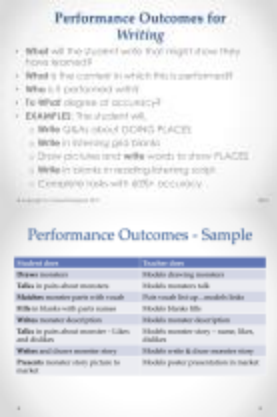 Performance Outcomes for
Writing
• What will the student write that might show they
have learned?
• What is the context in which this is performed?
• Who is it performed with?
• To What degree of accuracy?
• EXAMPLES: The student will,
o Write Q&As about GOING PLACES
o Write in listening grid blanks
o Draw pictures and write words to show PLACES
o Write in blanks in reading-listening script
o Complete tasks with 60%+ accuracy
Performance Outcomes - Sample
Student does Teacher does
Draws monsters Models drawing monsters
Talks in pairs about monsters Models monsters talk
Matches monster parts with vocab Puts vocab list up...models links
Fills in blanks with parts names Models blanks fills
Writes monster description Models monster description
Talks in pairs about monster - Likes
and dislikes
Models monster story - name, likes,
dislikes
Writes and draws monster story Models write & draw monster story
Presents monster story picture to
market
Models poster presentation in market